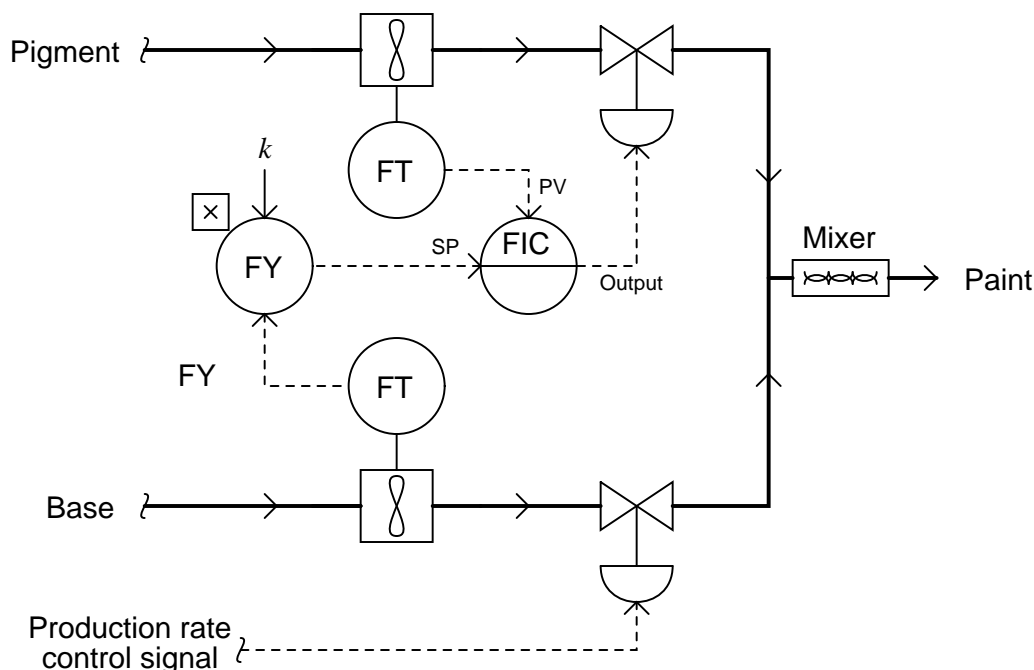 Pigment
k
FT
PV
×
FY
SP
FIC
Output
Mixer
Paint
FY
FT
Base
Production rate
control signal